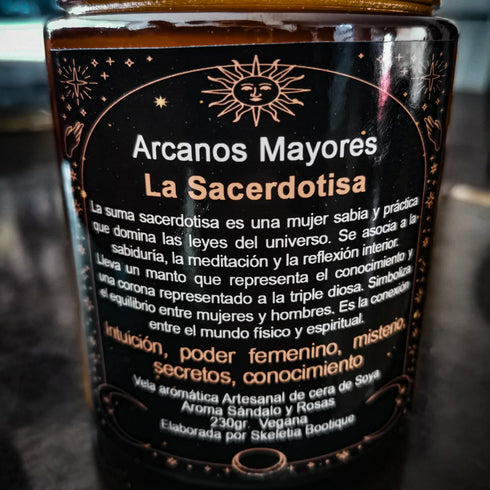 Arcanos Mayores
La Sacerdotisa
La suma sacerdotisa es una mujer sabia y práctica
que domina las leyes del universo. Se asocia a la
sabiduría, la meditación y la reflexión interior.
Lleva un manto que representa el conocimiento y
una corona representado a la triple diosa. Simboliza
el equilibrio entre mujeres y hombres. Es la conexión
entre el mundo físico y espiritual.
Intuición, poder femenino, misterio,
secretos, conocimiento
Vela arómática Artesanal de cera de Soya
Aroma Sándalo y Rosas
230gr. Vegana
Elaborada por Skeletia Bootique